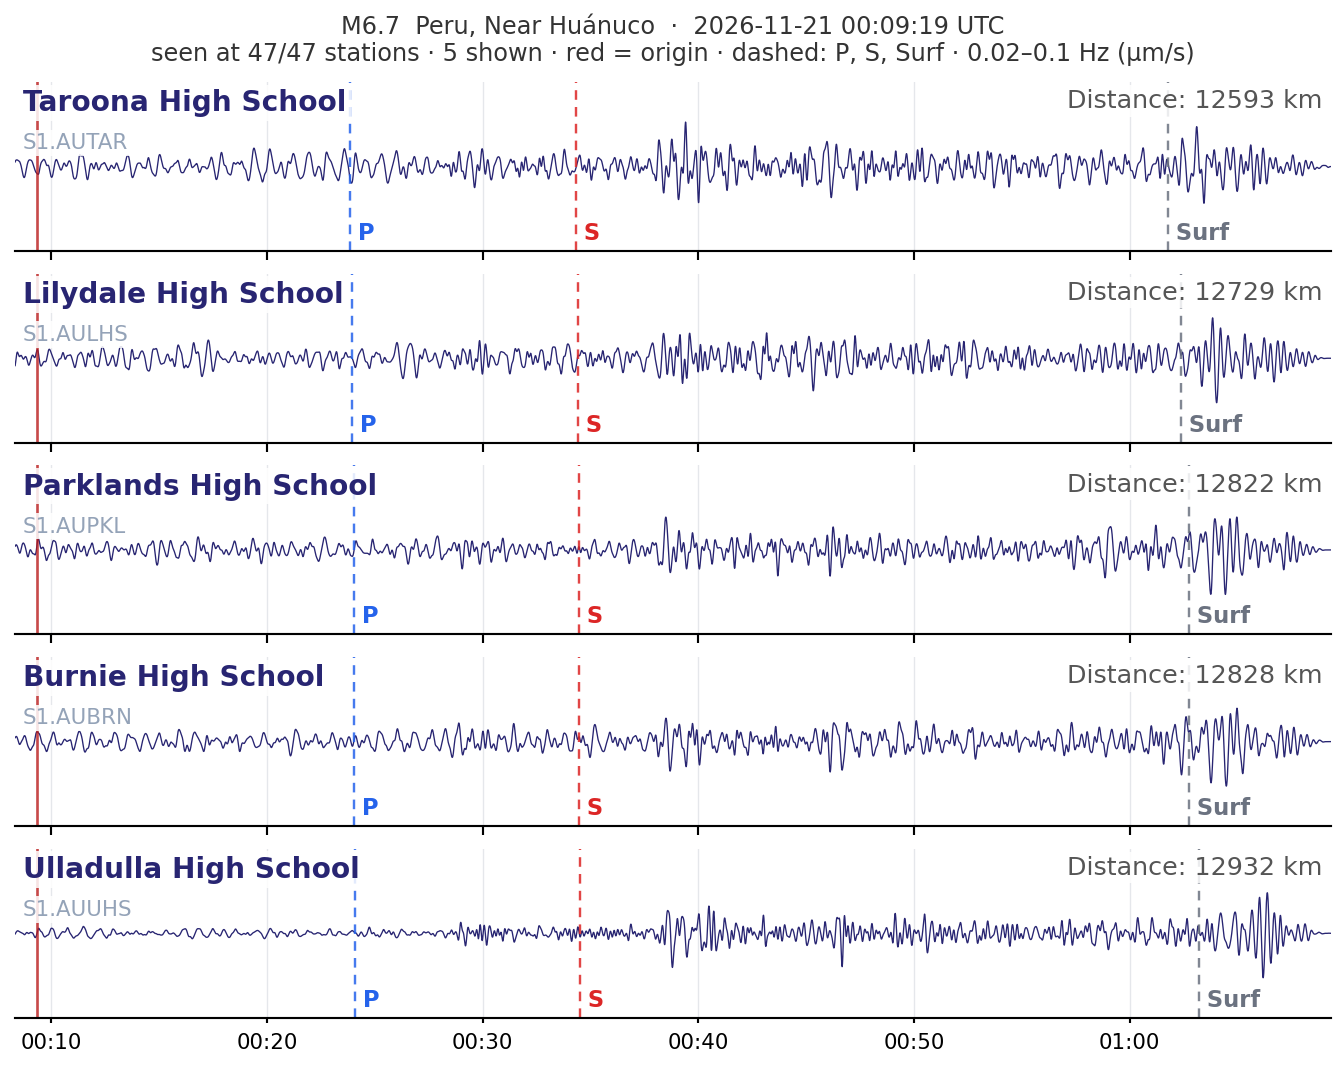 M6.7  Peru, Near Huánuco  ·  2026-11-21 00:09:19 UTC
seen at 47/47 stations · 5 shown · red = origin · dashed: P, S, Surf · 0.02–0.1 Hz (µm/s)
Taroona High School
Distance: 12593 km
S1.AUTAR
P
S
Surf
Lilydale High School
Distance: 12729 km
S1.AULHS
P
S
Surf
Parklands High School
Distance: 12822 km
S1.AUPKL
P
S
Surf
Burnie High School
Distance: 12828 km
S1.AUBRN
P
S
Surf
Ulladulla High School
Distance: 12932 km
S1.AUUHS
P
S
Surf
00:10
00:20
00:30
00:40
00:50
01:00